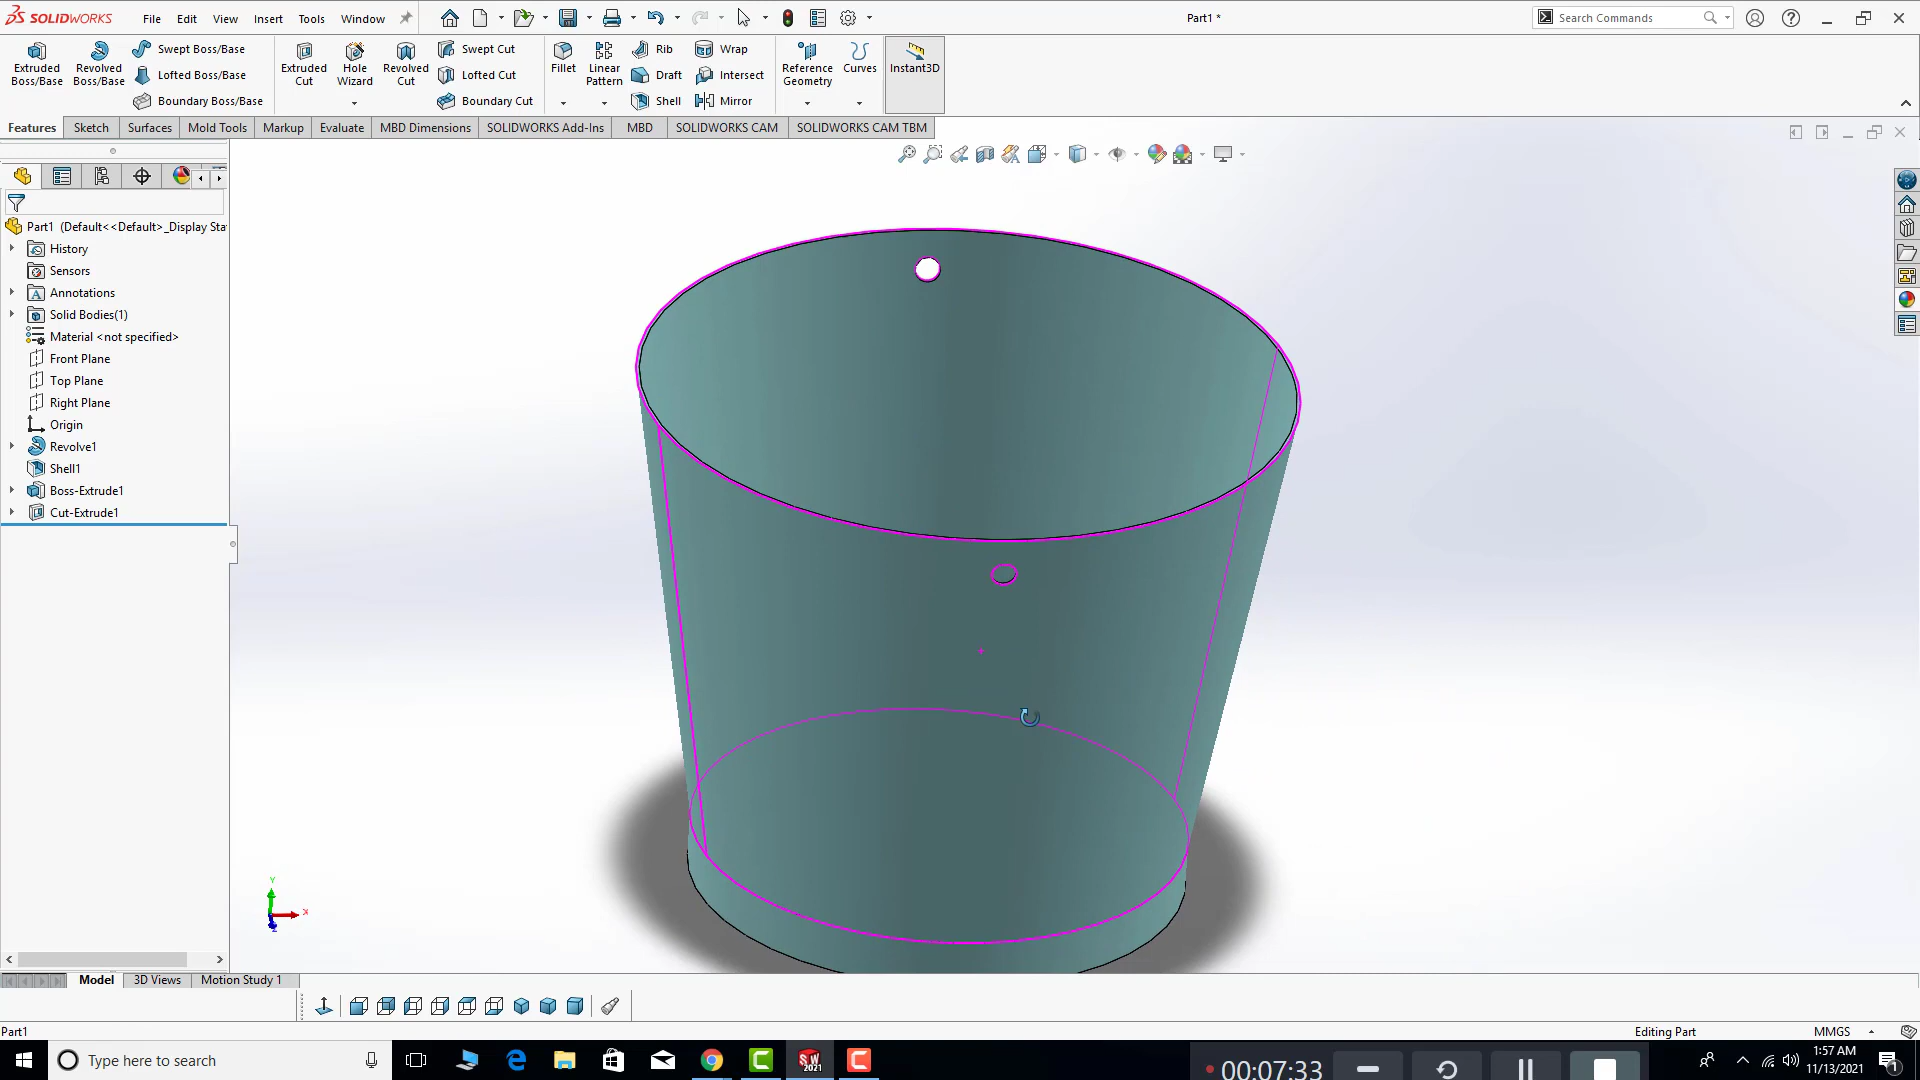 SOLIDWORKS File Edit View Insert Tools Window Part1 * Search Commands
Extruded Boss/Base
Revolved Boss/Base
Swept Boss/Base
Lofted Boss/Base
Boundary Boss/Base
Extruded Cut
Hole Wizard
Revolved Cut
Swept Cut
Lofted Cut
Boundary Cut
Fillet
Linear Pattern
Rib
Draft
Shell
Wrap
Intersect
Mirror
Reference Geometry
Curves
Instant3D
Features Sketch Surfaces Mold Tools Markup Evaluate MBD Dimensions SOLIDWORKS Add-Ins MBD SOLIDWORKS CAM SOLIDWORKS CAM TBM
Part1 (Default<<Default>_Display Sta
History
Sensors
Annotations
Solid Bodies(1)
Material <not specified>
Front Plane
Top Plane
Right Plane
Origin
Revolve1
Shell1
Boss-Extrude1
Cut-Extrude1
Y
X
Z
Model 3D Views Motion Study 1
Part1 Editing Part MMGS
Type here to search
SW 2021
00:07:33
1:57 AM
11/13/2021
1